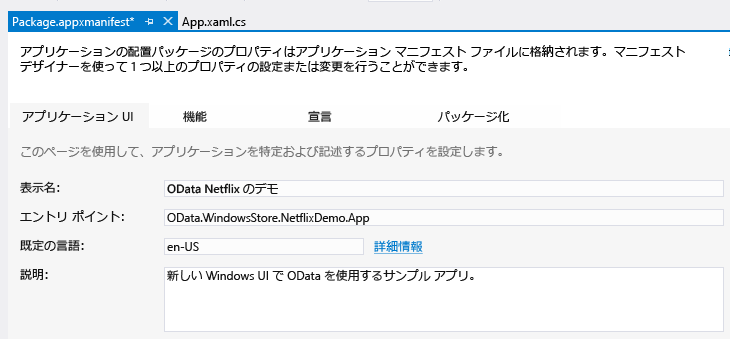 Package.appxmanifest* App.xaml.cs
アプリケーションの配置パッケージのプロパティはアプリケーション マニフェスト ファイルに格納されます。マニフェスト
デザイナーを使って 1 つ以上のプロパティの設定または変更を行うことができます。
アプリケーション UI 機能 宣言 パッケージ化
このページを使用して、アプリケーションを特定および記述するプロパティを設定します。
表示名: OData Netflix のデモ
エントリ ポイント: OData.WindowsStore.NetflixDemo.App
既定の言語: en-US 詳細情報
説明: 新しい Windows UI で OData を使用するサンプル アプリ。